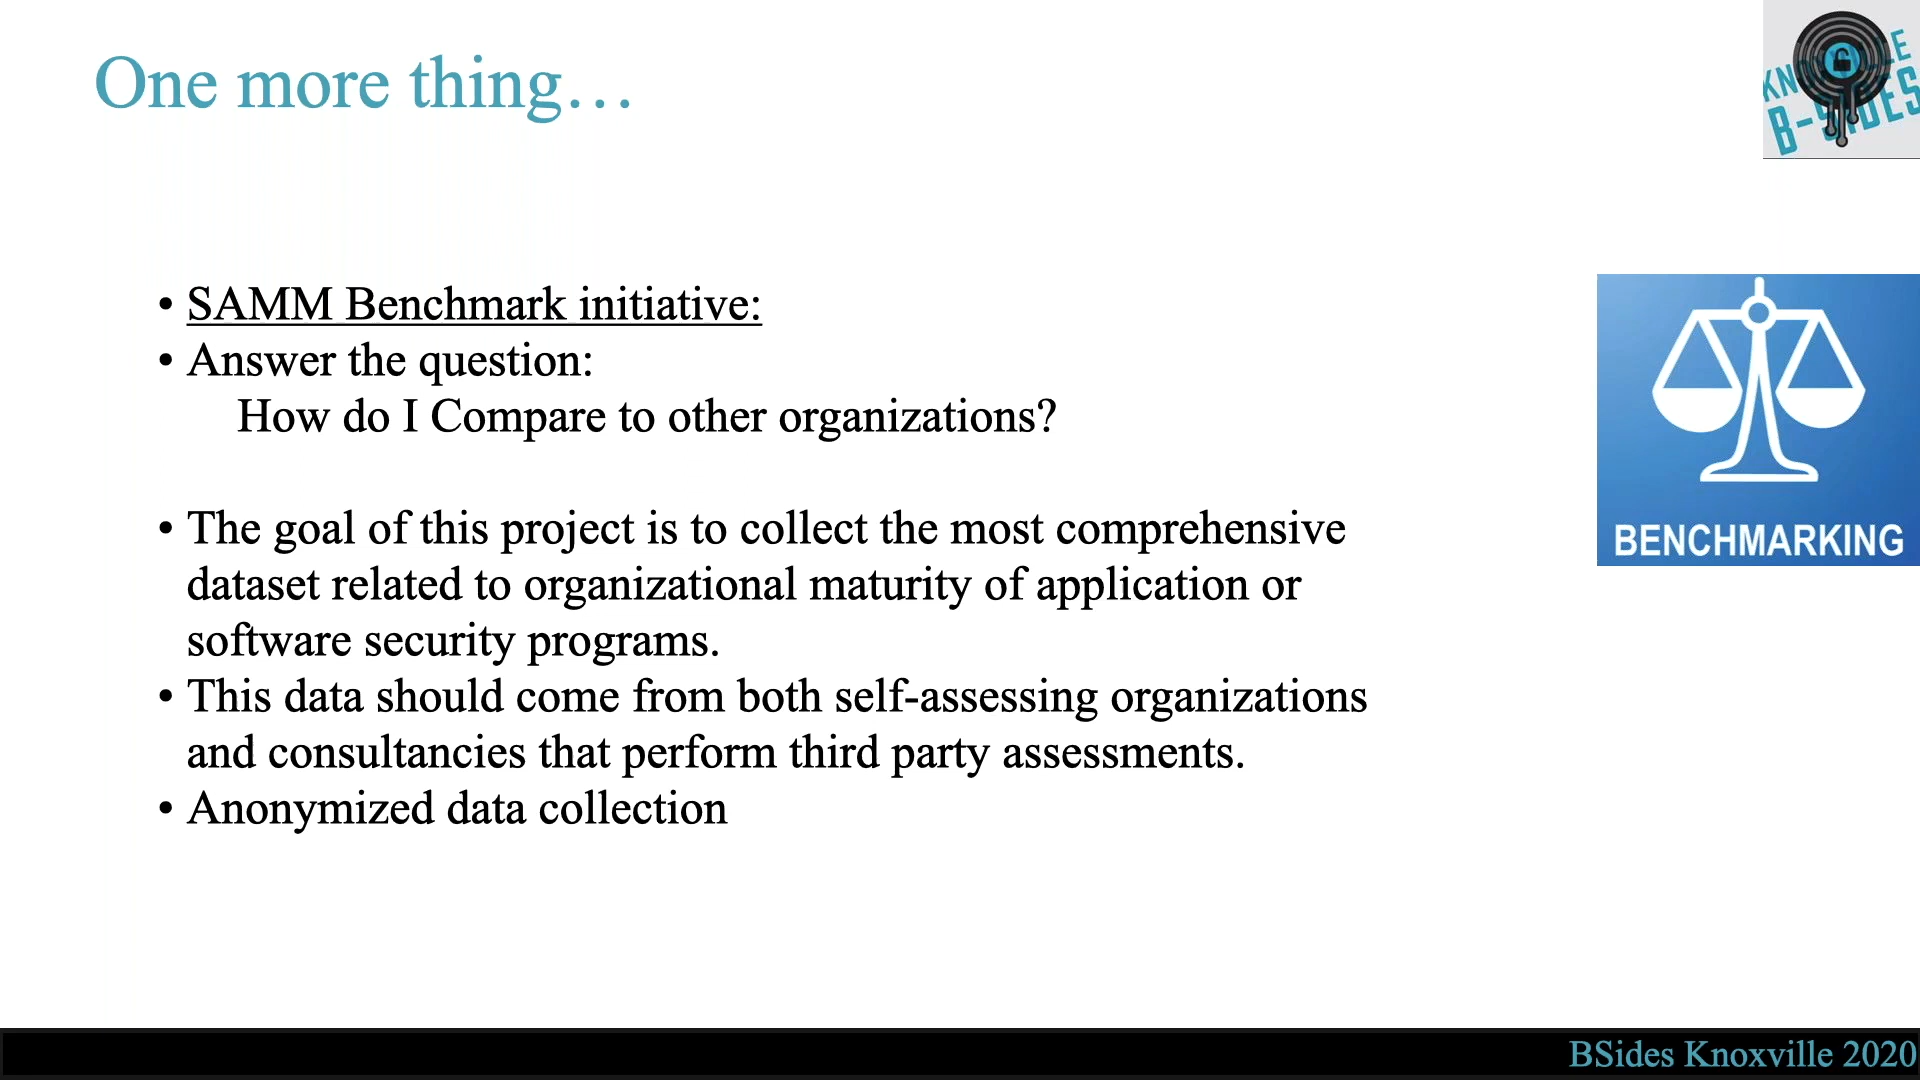 One more thing…
KNOXVILLE
B-SIDES
• SAMM Benchmark initiative:
• Answer the question:
How do I Compare to other organizations?
• The goal of this project is to collect the most comprehensive
dataset related to organizational maturity of application or
software security programs.
• This data should come from both self-assessing organizations
and consultancies that perform third party assessments.
• Anonymized data collection
BENCHMARKING
BSides Knoxville 2020